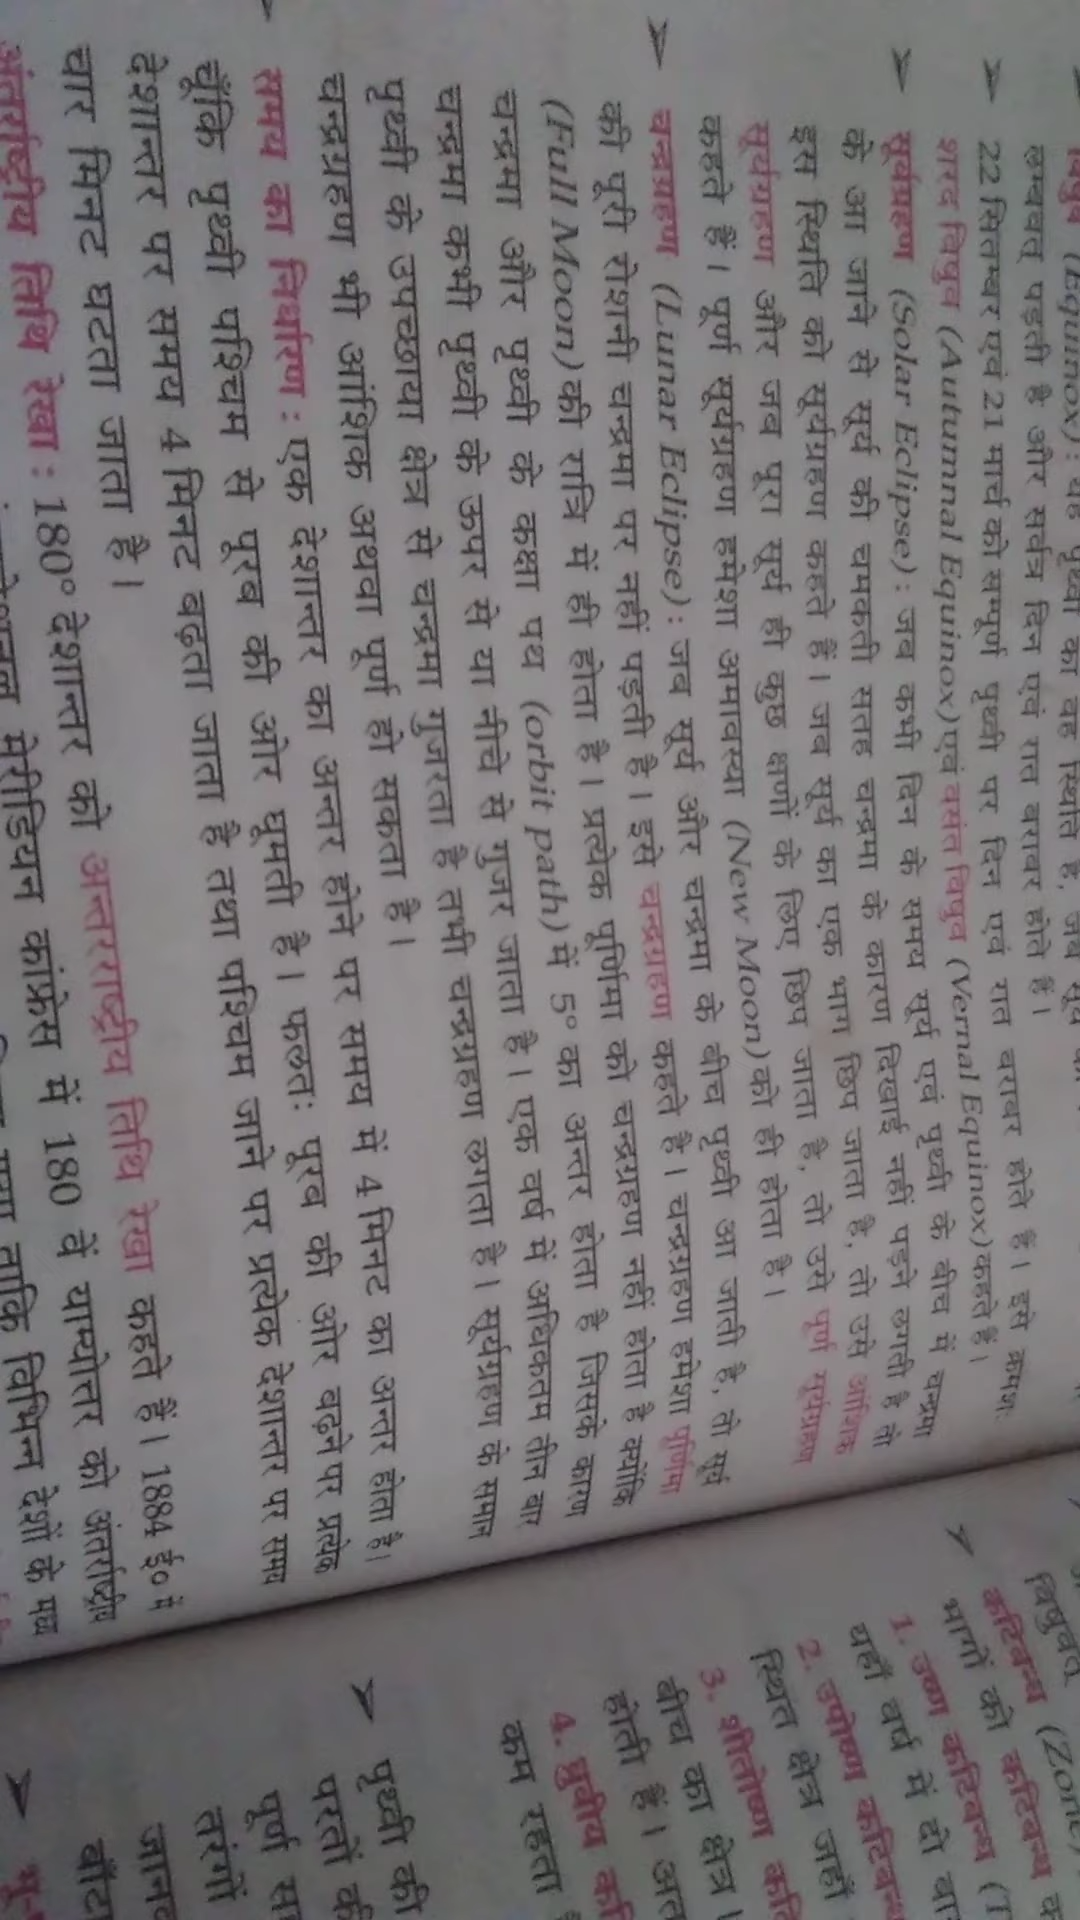 विषुव (Equinox) : यह पृथ्वी की वह स्थिति है, जब सूर्य
लम्बवत् पड़ती है और सर्वत्र दिन एवं रात बराबर होते हैं।
➤ 22 सितम्बर एवं 21 मार्च को सम्पूर्ण पृथ्वी पर दिन एवं रात बराबर होते हैं। इसे क्रमशः
शरद विषुव (Autumnal Equinox) एवं वसंत विषुव (Vernal Equinox) कहते हैं।
➤ सूर्यग्रहण (Solar Eclipse) : जब कभी दिन के समय सूर्य एवं पृथ्वी के बीच में चन्द्रमा
के आ जाने से सूर्य की चमकती सतह चन्द्रमा के कारण दिखाई नहीं पड़ने लगती है तो
इस स्थिति को सूर्यग्रहण कहते हैं। जब सूर्य का एक भाग छिप जाता है, तो उसे आंशिक
सूर्यग्रहण और जब पूरा सूर्य ही कुछ क्षणों के लिए छिप जाता है, तो उसे पूर्ण सूर्यग्रहण
कहते हैं। पूर्ण सूर्यग्रहण हमेशा अमावस्या (New Moon) को ही होता है।
➤ चन्द्रग्रहण (Lunar Eclipse) : जब सूर्य और चन्द्रमा के बीच पृथ्वी आ जाती है, तो सूर्य
की पूरी रोशनी चन्द्रमा पर नहीं पड़ती है। इसे चन्द्रग्रहण कहते है। चन्द्रग्रहण हमेशा पूर्णिमा
(Full Moon) की रात्रि में ही होता है। प्रत्येक पूर्णिमा को चन्द्रग्रहण नहीं होता है क्योंकि
चन्द्रमा और पृथ्वी के कक्षा पथ (orbit path) में 5° का अन्तर होता है जिसके कारण
चन्द्रमा कभी पृथ्वी के ऊपर से या नीचे से गुजर जाता है। एक वर्ष में अधिकतम तीन बार
पृथ्वी के उपच्छाया क्षेत्र से चन्द्रमा गुजरता है तभी चन्द्रग्रहण लगता है। सूर्यग्रहण के समान
चन्द्रग्रहण भी आंशिक अथवा पूर्ण हो सकता है।
➤ समय का निर्धारण : एक देशान्तर का अन्तर होने पर समय में 4 मिनट का अन्तर होता है।
चूँकि पृथ्वी पश्चिम से पूरब की ओर घूमती है। फलतः पूरब की ओर बढ़ने पर प्रत्येक
देशान्तर पर समय 4 मिनट बढ़ता जाता है तथा पश्चिम जाने पर प्रत्येक देशान्तर पर समय
चार मिनट घटता जाता है।
अंतर्राष्ट्रीय तिथि रेखा : 180° देशान्तर को अन्तरराष्ट्रीय तिथि रेखा कहते हैं। 1884 ई० में
मेरीडियन कांफ्रेंस में 180 वें याम्योत्तर को अंतर्राष्ट्रीय
गया ताकि विभिन्न देशों के मध्य
विषुवत्
कटिबन्ध (Zone)
➤ भागों को कटिबन्ध क
1. उष्ण कटिबन्ध (T
यहाँ वर्ष में दो बा
2. उपोष्ण कटिबन्ध
स्थित क्षेत्र जहाँ
3. शीतोष्ण कटि
बीच का क्षेत्र।
होती है। अत
4. ध्रुवीय कटि
कम रहता है
➤ पृथ्वी की
परतों की
पूर्ण सा
तरंगों
जान
बाँटा
➤ भू-